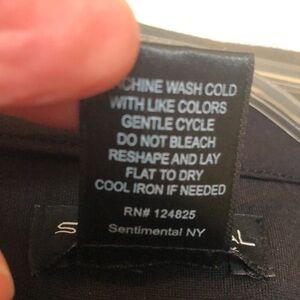 WASH COLD
WITH LIKE COLORS
GENTLE CYCLE
DO NOT BLEACH
RESHAPE AND LAY
FLAT TO DRY
COOL IRON IF NEEDED
RN# 124825
Sentimental NY